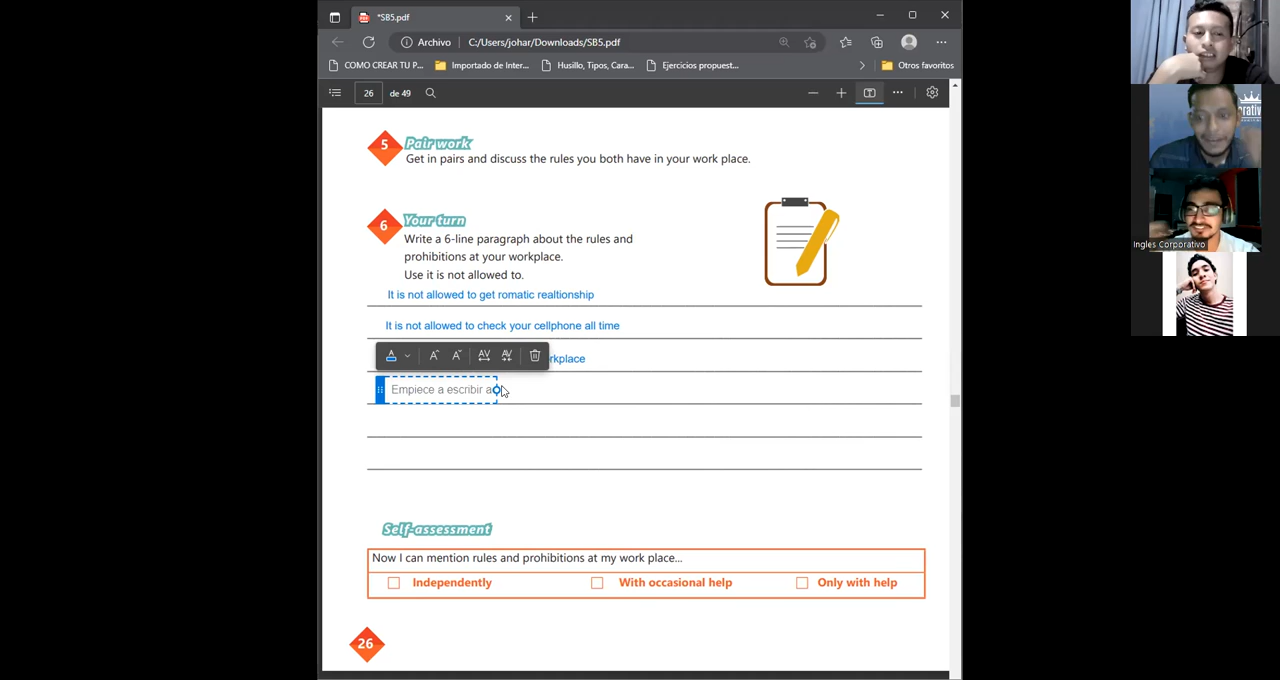 *SB5.pdf
Archivo C:/Users/johar/Downloads/SB5.pdf
COMO CREAR TU P... Importado de Inter... Husillo, Tipos, Cara... Ejercicios propuest... Otros favoritos
26 de 49
5 Pair work
Get in pairs and discuss the rules you both have in your work place.
6 Your turn
Write a 6-line paragraph about the rules and
prohibitions at your workplace.
Use it is not allowed to.
It is not allowed to get romatic realtionship
It is not allowed to check your cellphone all time
rkplace
Empiece a escribir a
Self-assessment
Now I can mention rules and prohibitions at my work place...
Independently With occasional help Only with help
26
Ingles Corporativo